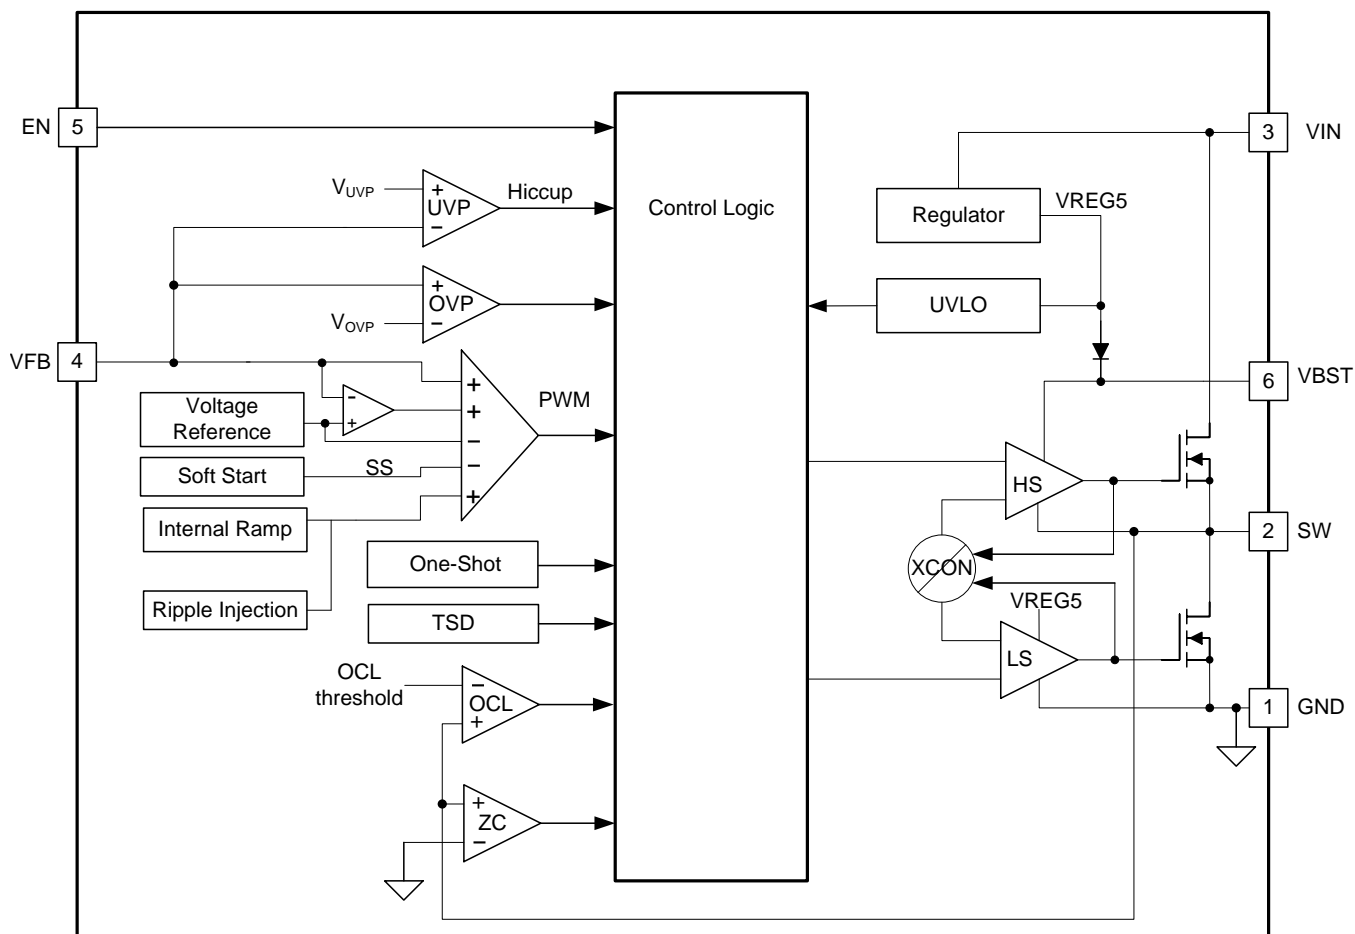 EN
5
3
VIN
V_UVP
+
UVP
−
Hiccup
Control Logic
Regulator
VREG5
+
OVP
−
V_OVP
UVLO
VFB
4
6
VBST
Voltage
Reference
-
+
+
+
−
−
+
PWM
Soft Start
SS
HS
Internal Ramp
2
SW
One-Shot
XCON
Ripple Injection
VREG5
TSD
LS
OCL
threshold
−
OCL
+
1
GND
+
ZC
−